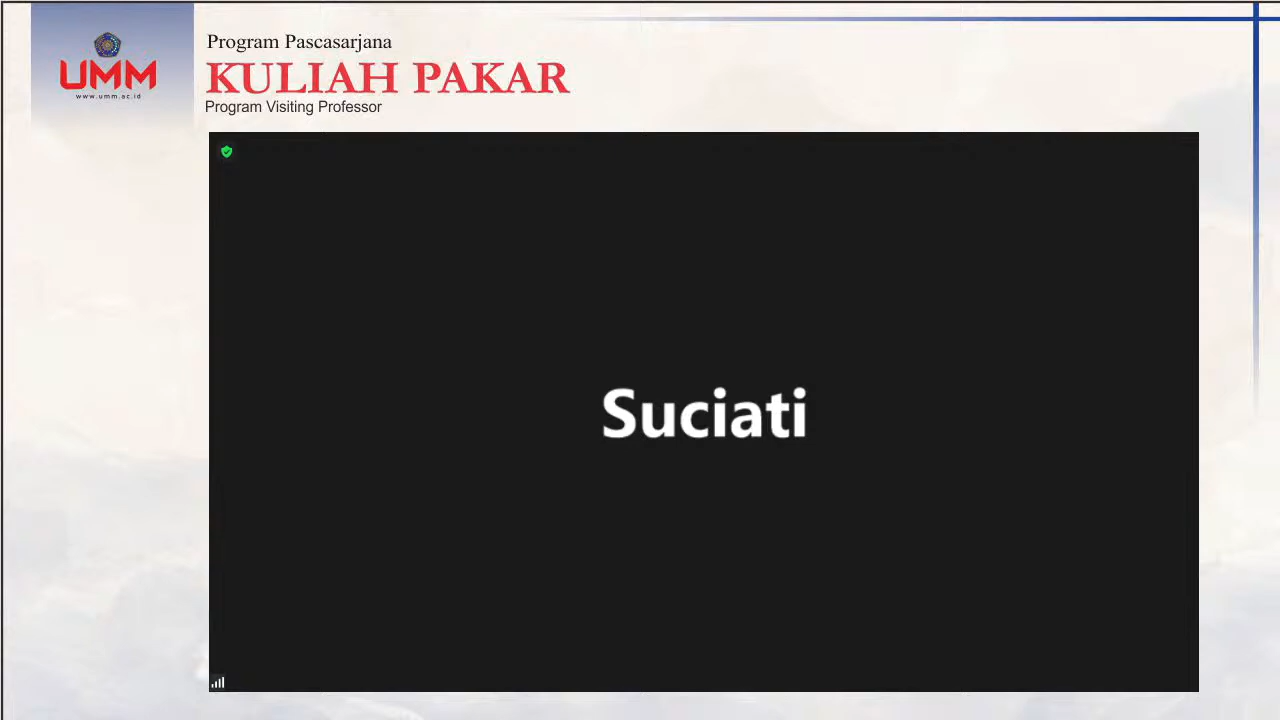 UMM
www.umm.ac.id
Program Pascasarjana
KULIAH PAKAR
Program Visiting Professor
Suciati